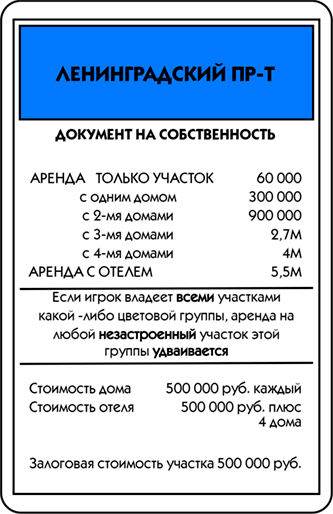 ЛЕНИНГРАДСКИЙ ПР-Т
ДОКУМЕНТ НА СОБСТВЕННОСТЬ
АРЕНДА ТОЛЬКО УЧАСТОК 60 000
с одним домом 300 000
с 2-мя домами 900 000
с 3-мя домами 2,7М
с 4-мя домами 4М
АРЕНДА С ОТЕЛЕМ 5,5М
Если игрок владеет всеми участками
какой -либо цветовой группы, аренда на
любой незастроенный участок этой
группы удваивается
Стоимость дома 500 000 руб. каждый
Стоимость отеля 500 000 руб. плюс
4 дома
Залоговая стоимость участка 500 000 руб.